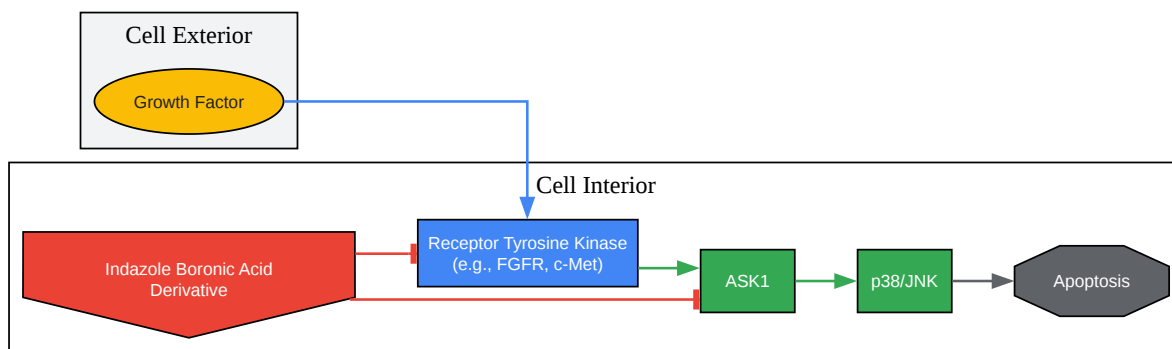 Cell Exterior
Growth Factor
Cell Interior
Indazole Boronic Acid
Derivative
Receptor Tyrosine Kinase
(e.g., FGFR, c-Met)
ASK1
p38/JNK
Apoptosis